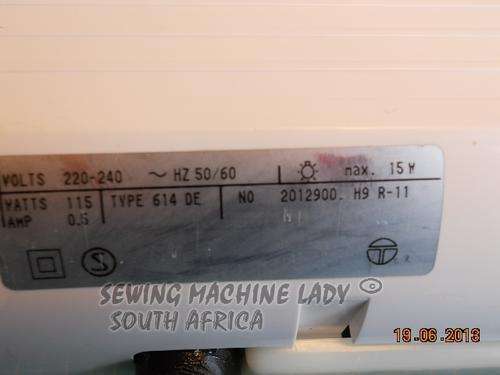 VOLTS 220-240 ~ HZ 50/60 max. 15 W
WATTS 115 TYPE 614 DE NO 2012900. H9 R-11
AMP 0.5
S
T R
SEWING MACHINE LADY ©
SOUTH AFRICA
19.06.2013